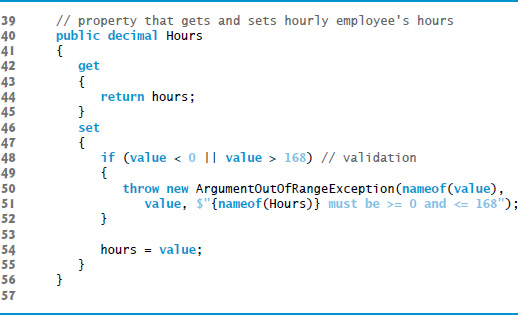 39 // property that gets and sets hourly employee's hours
40 public decimal Hours
41 {
42 get
43 {
44 return hours;
45 }
46 set
47 {
48 if (value < 0 || value > 168) // validation
49 {
50 throw new ArgumentOutOfRangeException(nameof(value),
51 value, $"{nameof(Hours)} must be >= 0 and <= 168");
52 }
53
54 hours = value;
55 }
56 }
57